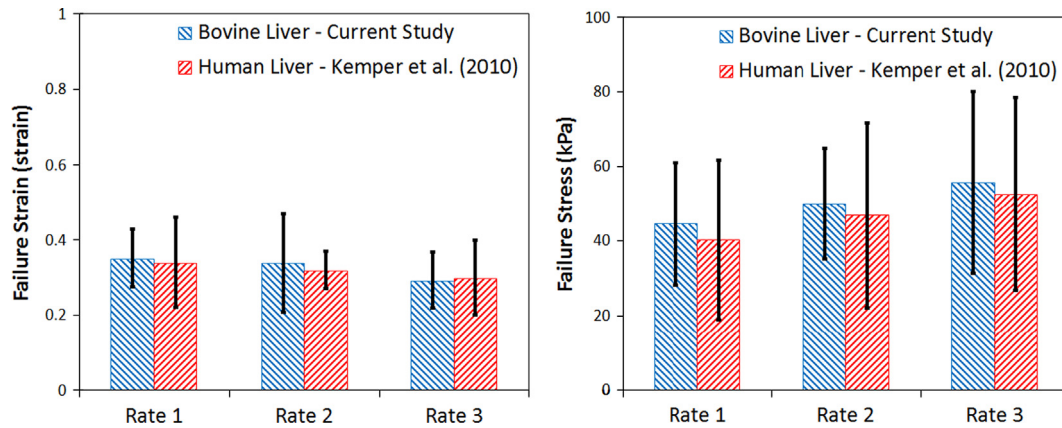 1
0.8
0.6
0.4
0.2
0
Failure Strain (strain)
Bovine Liver - Current Study
Human Liver - Kemper et al. (2010)
Rate 1
Rate 2
Rate 3
100
80
60
40
20
0
Failure Stress (kPa)
Bovine Liver - Current Study
Human Liver - Kemper et al. (2010)
Rate 1
Rate 2
Rate 3